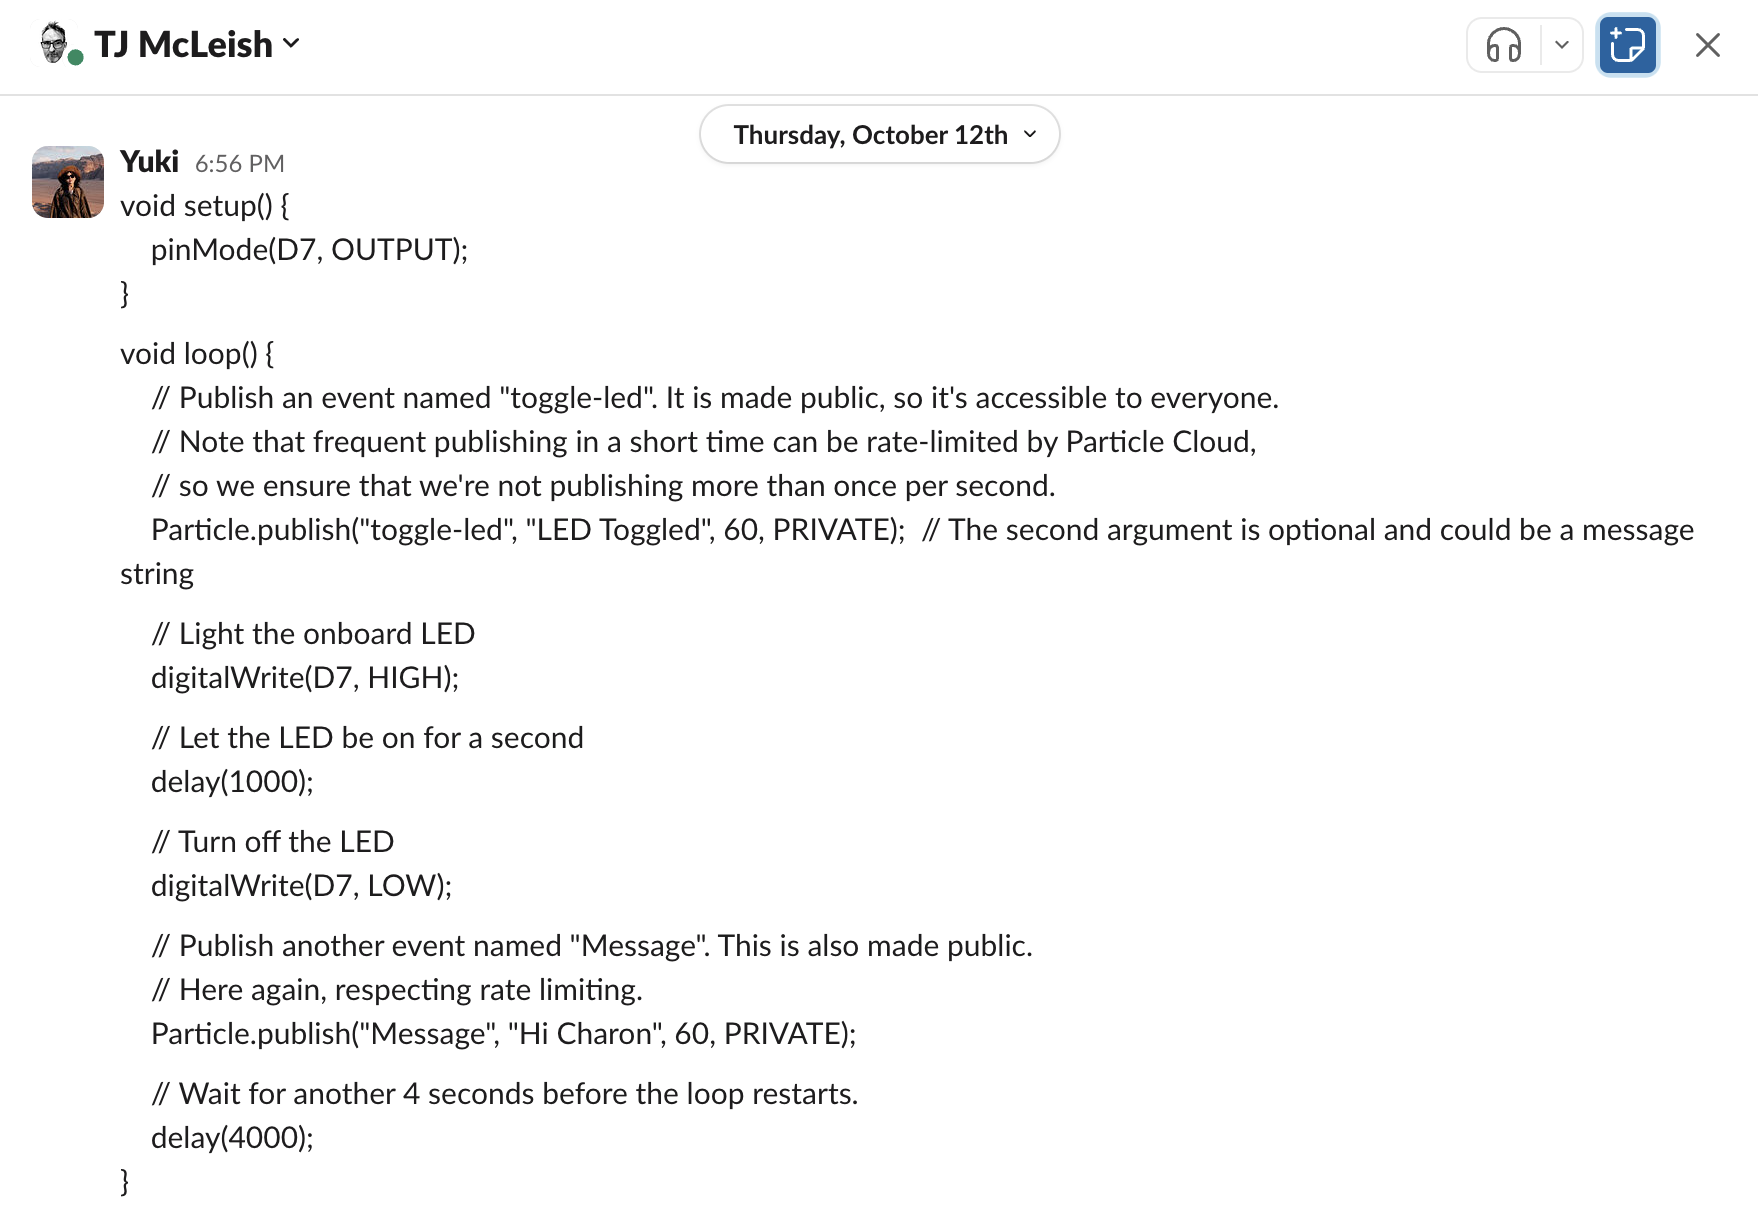 TJ McLeish
Thursday, October 12th
Yuki 6:56 PM
void setup() {
    pinMode(D7, OUTPUT);
}
void loop() {
    // Publish an event named "toggle-led". It is made public, so it's accessible to everyone.
    // Note that frequent publishing in a short time can be rate-limited by Particle Cloud,
    // so we ensure that we're not publishing more than once per second.
    Particle.publish("toggle-led", "LED Toggled", 60, PRIVATE);  // The second argument is optional and could be a message
string
    // Light the onboard LED
    digitalWrite(D7, HIGH);
    // Let the LED be on for a second
    delay(1000);
    // Turn off the LED
    digitalWrite(D7, LOW);
    // Publish another event named "Message". This is also made public.
    // Here again, respecting rate limiting.
    Particle.publish("Message", "Hi Charon", 60, PRIVATE);
    // Wait for another 4 seconds before the loop restarts.
    delay(4000);
}